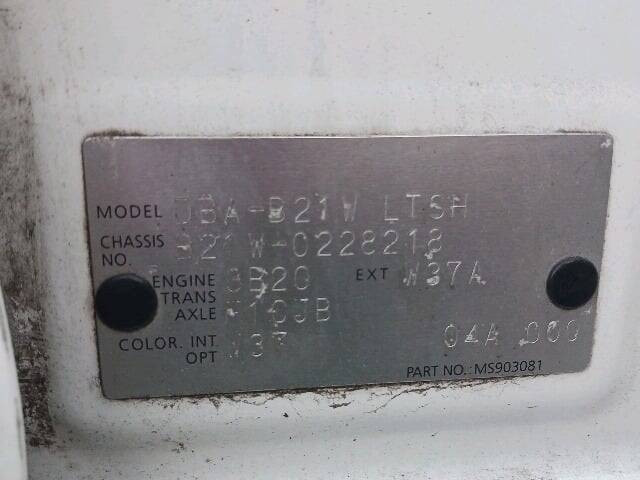 MODEL DBA-B21W LTSH
CHASSIS NO. B21W-0228218
ENGINE 3B20 EXT W37A
TRANS AXLE F1CJB
COLOR. INT OPT W37 04A 000
PART NO.: MS903081